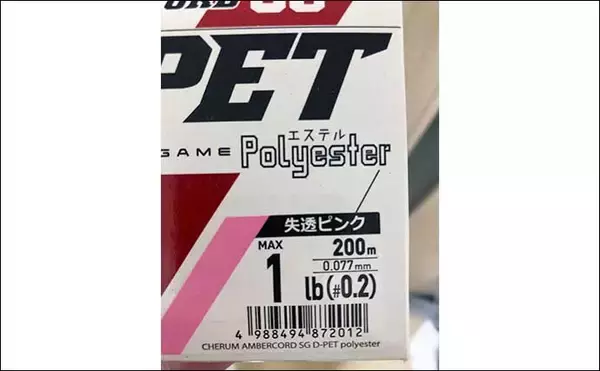 PET
エステル
GAME Polyester
失透ピンク
MAX 200m
0.077mm
1 lb(#0.2)
4 988494 872012
CHERUM AMBERCORD SG D-PET polyester